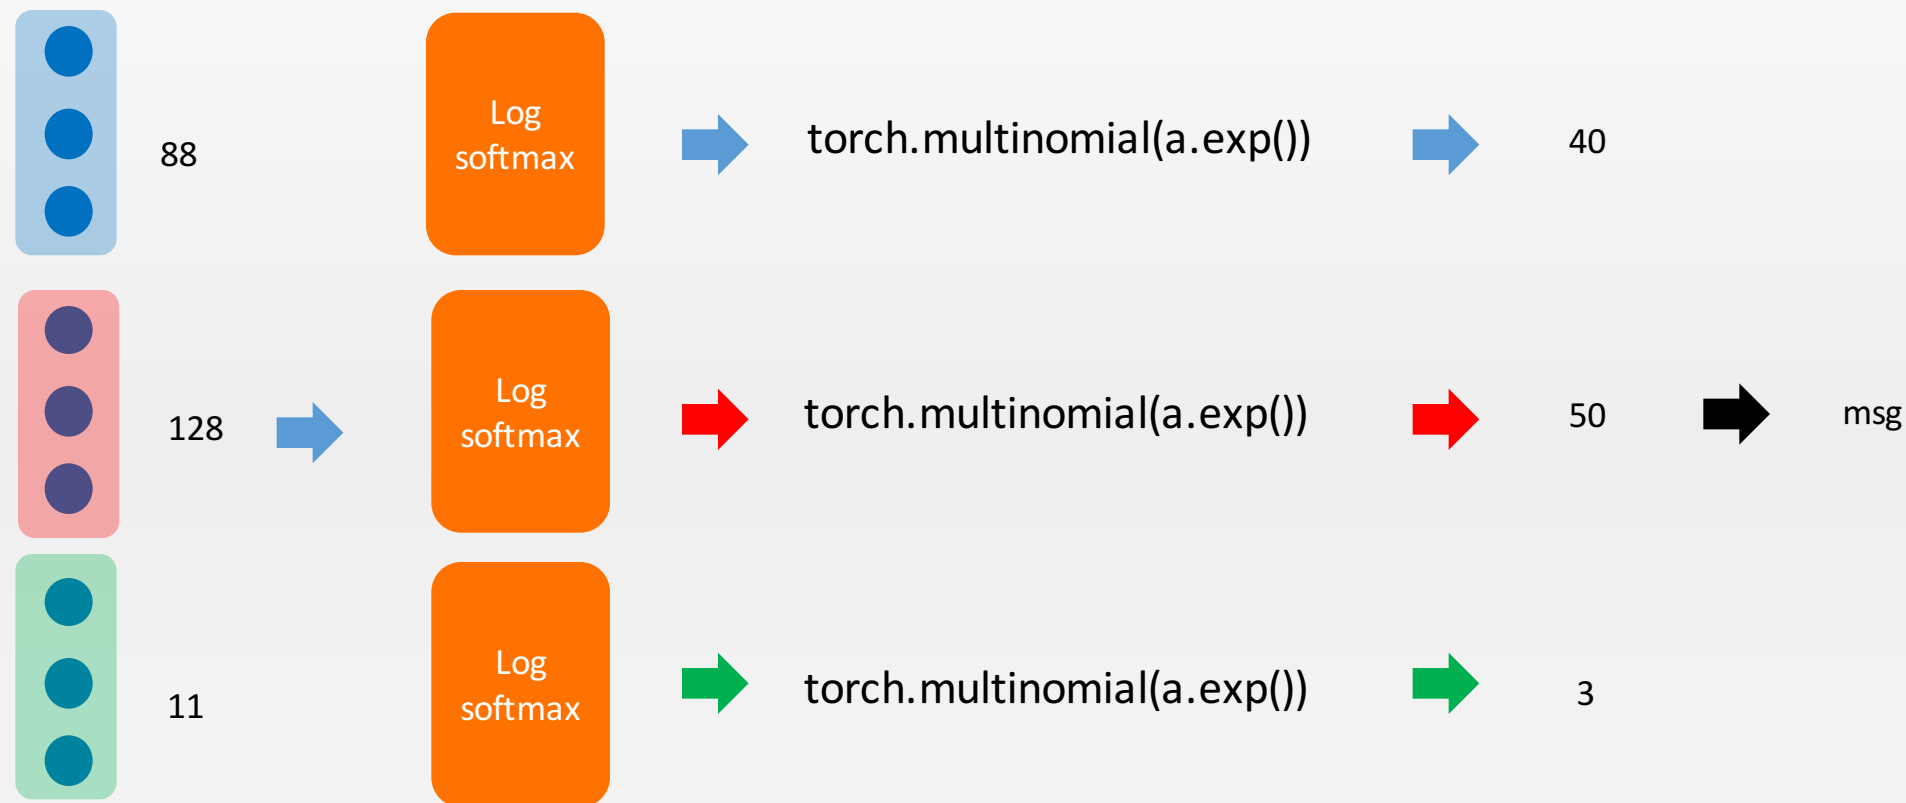 88
Log
softmax
torch.multinomial(a.exp())
40
128
Log
softmax
torch.multinomial(a.exp())
50
msg
11
Log
softmax
torch.multinomial(a.exp())
3